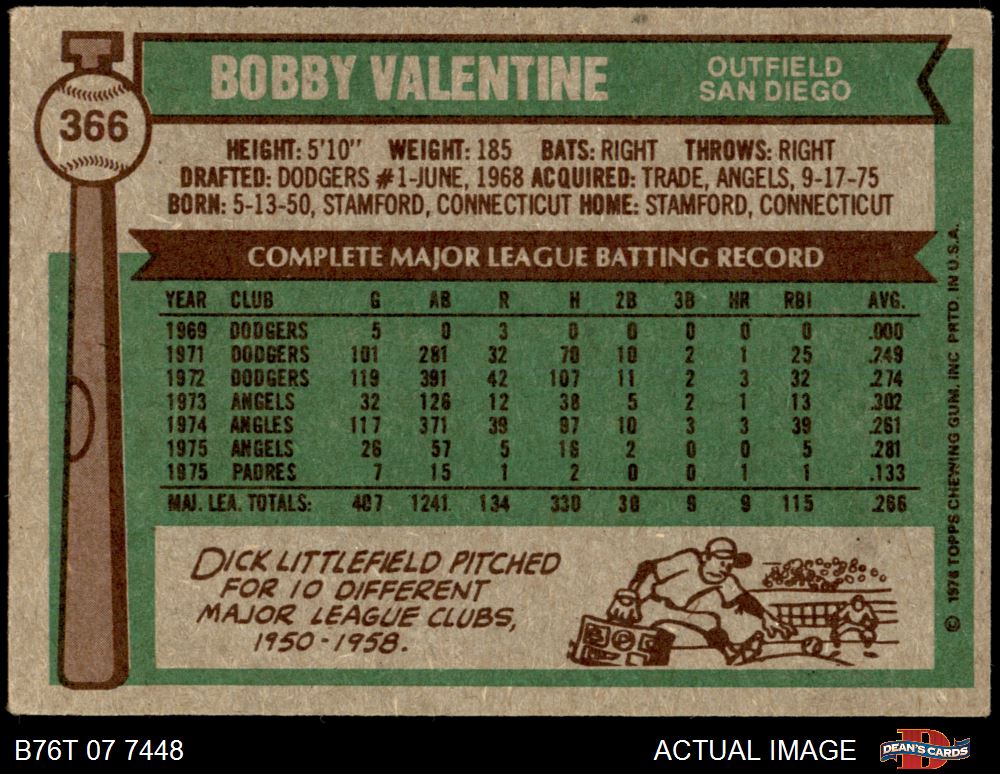 366
BOBBY VALENTINE
OUTFIELD
SAN DIEGO
HEIGHT: 5'10" WEIGHT: 185 BATS: RIGHT THROWS: RIGHT
DRAFTED: DODGERS #1-JUNE, 1968 ACQUIRED: TRADE, ANGELS, 9-17-75
BORN: 5-13-50, STAMFORD, CONNECTICUT HOME: STAMFORD, CONNECTICUT
COMPLETE MAJOR LEAGUE BATTING RECORD
YEAR CLUB G AB R H 2B 3B HR RBI AVG.
1969 DODGERS 5 0 3 0 0 0 0 0 .000
1971 DODGERS 101 281 32 70 10 2 1 25 .249
1972 DODGERS 119 391 42 107 11 2 3 32 .274
1973 ANGELS 32 126 12 38 5 2 1 13 .302
1974 ANGLES 117 371 39 97 10 3 3 39 .261
1975 ANGELS 26 57 5 16 2 0 0 5 .281
1975 PADRES 7 15 1 2 0 0 1 1 .133
MAJ. LEA. TOTALS: 407 1241 134 330 38 9 9 115 .266
DICK LITTLEFIELD PITCHED
FOR 10 DIFFERENT
MAJOR LEAGUE CLUBS,
1950-1958.
© 1976 TOPPS CHEWING GUM, INC PRTD IN U.S.A.
B76T 07 7448
ACTUAL IMAGE
DEAN'S CARDS